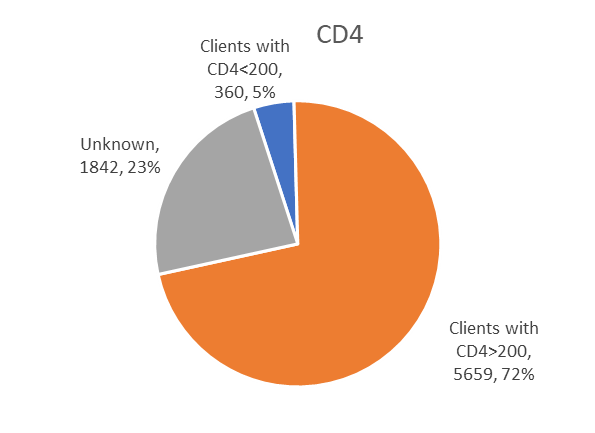 CD4
Clients with
CD4<200,
360, 5%
Unknown,
1842, 23%
Clients with
CD4>200,
5659, 72%